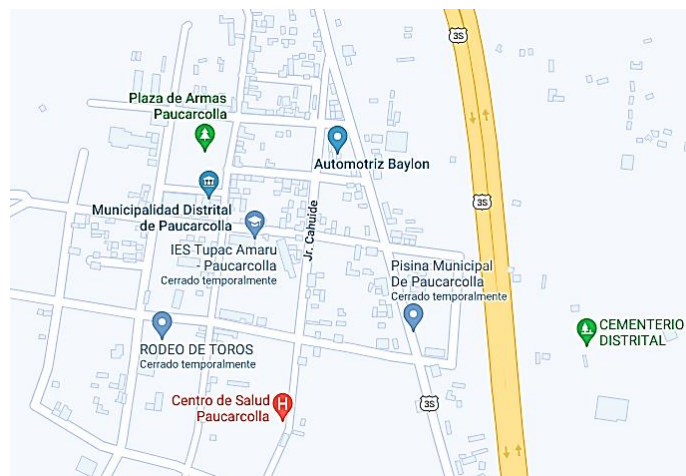 3S
Plaza de Armas
Paucarcolla
Automotriz Baylon
3S
Municipalidad Distrital
de Paucarcolla
Jr. Cahuide
IES Tupac Amaru
Paucarcolla
Cerrado temporalmente
Pisina Municipal
De Paucarcolla
Cerrado temporalmente
CEMENTERIO
DISTRITAL
RODEO DE TOROS
Cerrado temporalmente
Centro de Salud
Paucarcolla
H
3S